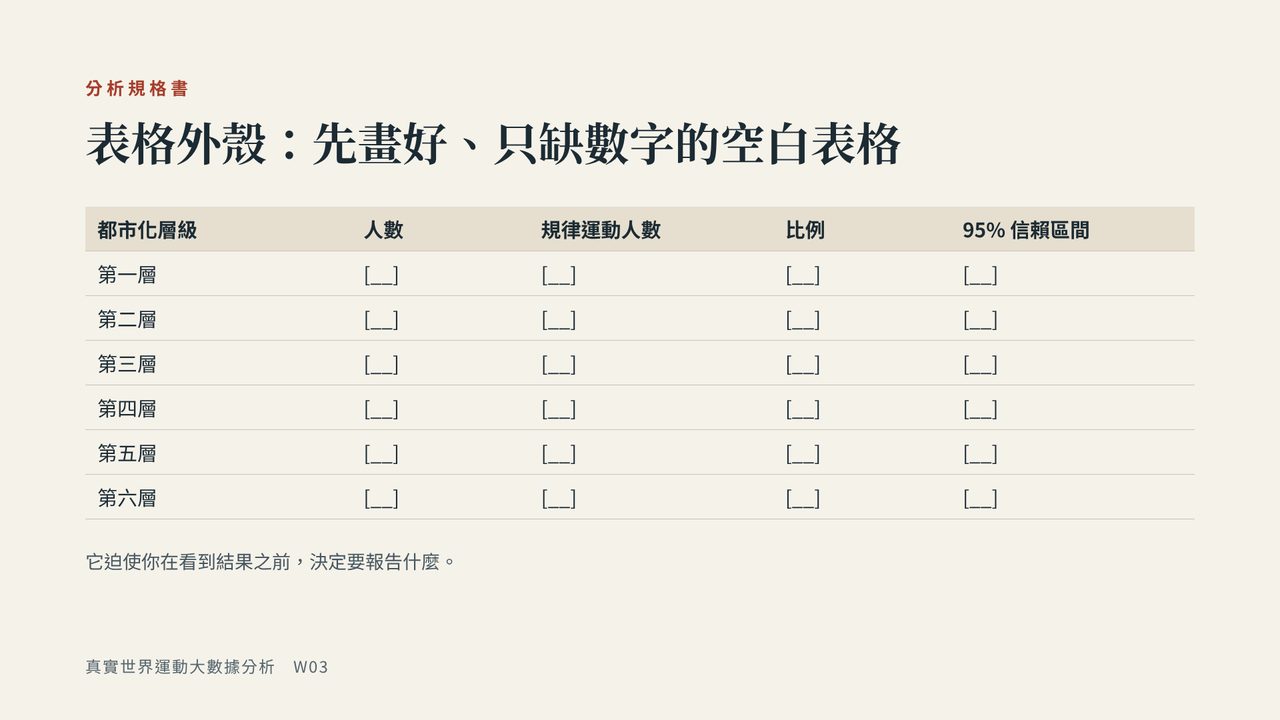 分析規格書
表格外殼：先畫好、只缺數字的空白表格
都市化層級 人數 規律運動人數 比例 95% 信賴區間
第一層 [__] [__] [__] [__]
第二層 [__] [__] [__] [__]
第三層 [__] [__] [__] [__]
第四層 [__] [__] [__] [__]
第五層 [__] [__] [__] [__]
第六層 [__] [__] [__] [__]
它迫使你在看到結果之前，決定要報告什麼。
真實世界運動大數據分析 W03